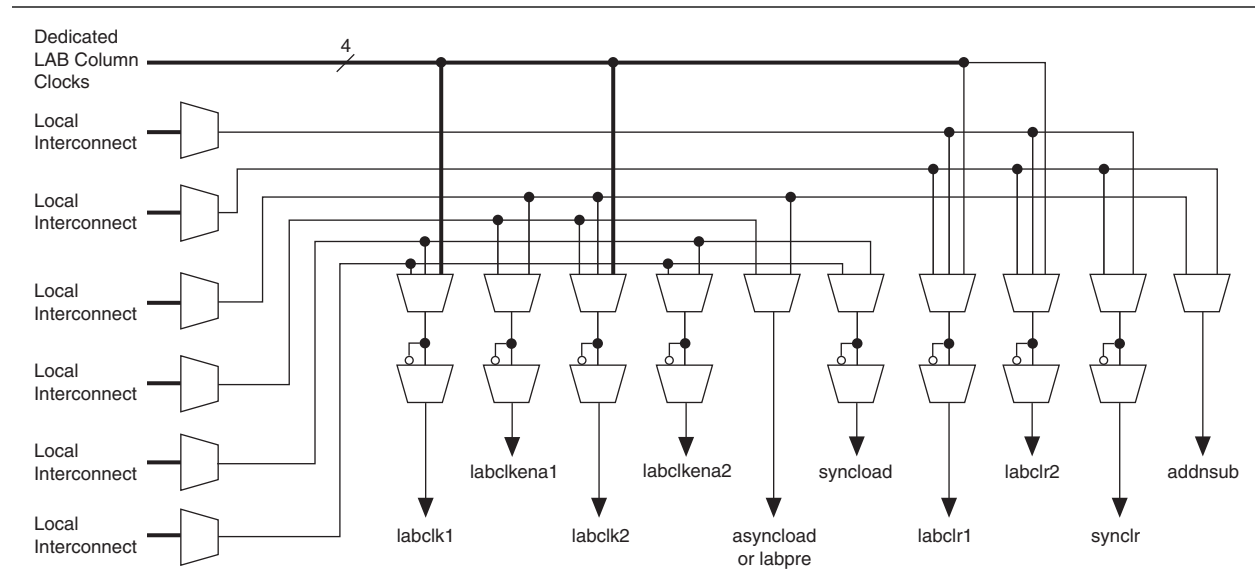 Dedicated
LAB Column
Clocks
4
Local
Interconnect
Local
Interconnect
Local
Interconnect
Local
Interconnect
Local
Interconnect
Local
Interconnect
labclkena1
labclkena2
syncload
labclr2
addnsub
labclk1
labclk2
asyncload
or labpre
labclr1
synclr